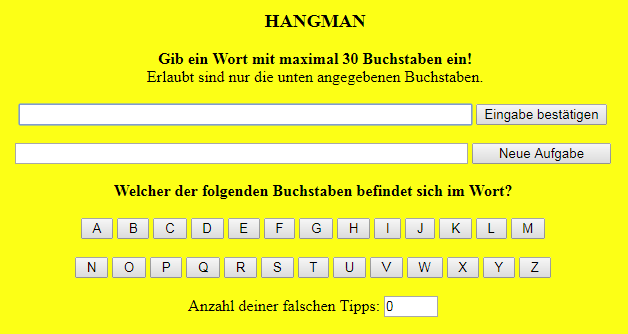 HANGMAN
Gib ein Wort mit maximal 30 Buchstaben ein!
Erlaubt sind nur die unten angegebenen Buchstaben.
Eingabe bestätigen
Neue Aufgabe
Welcher der folgenden Buchstaben befindet sich im Wort?
A B C D E F G H I J K L M
N O P Q R S T U V W X Y Z
Anzahl deiner falschen Tipps: 0